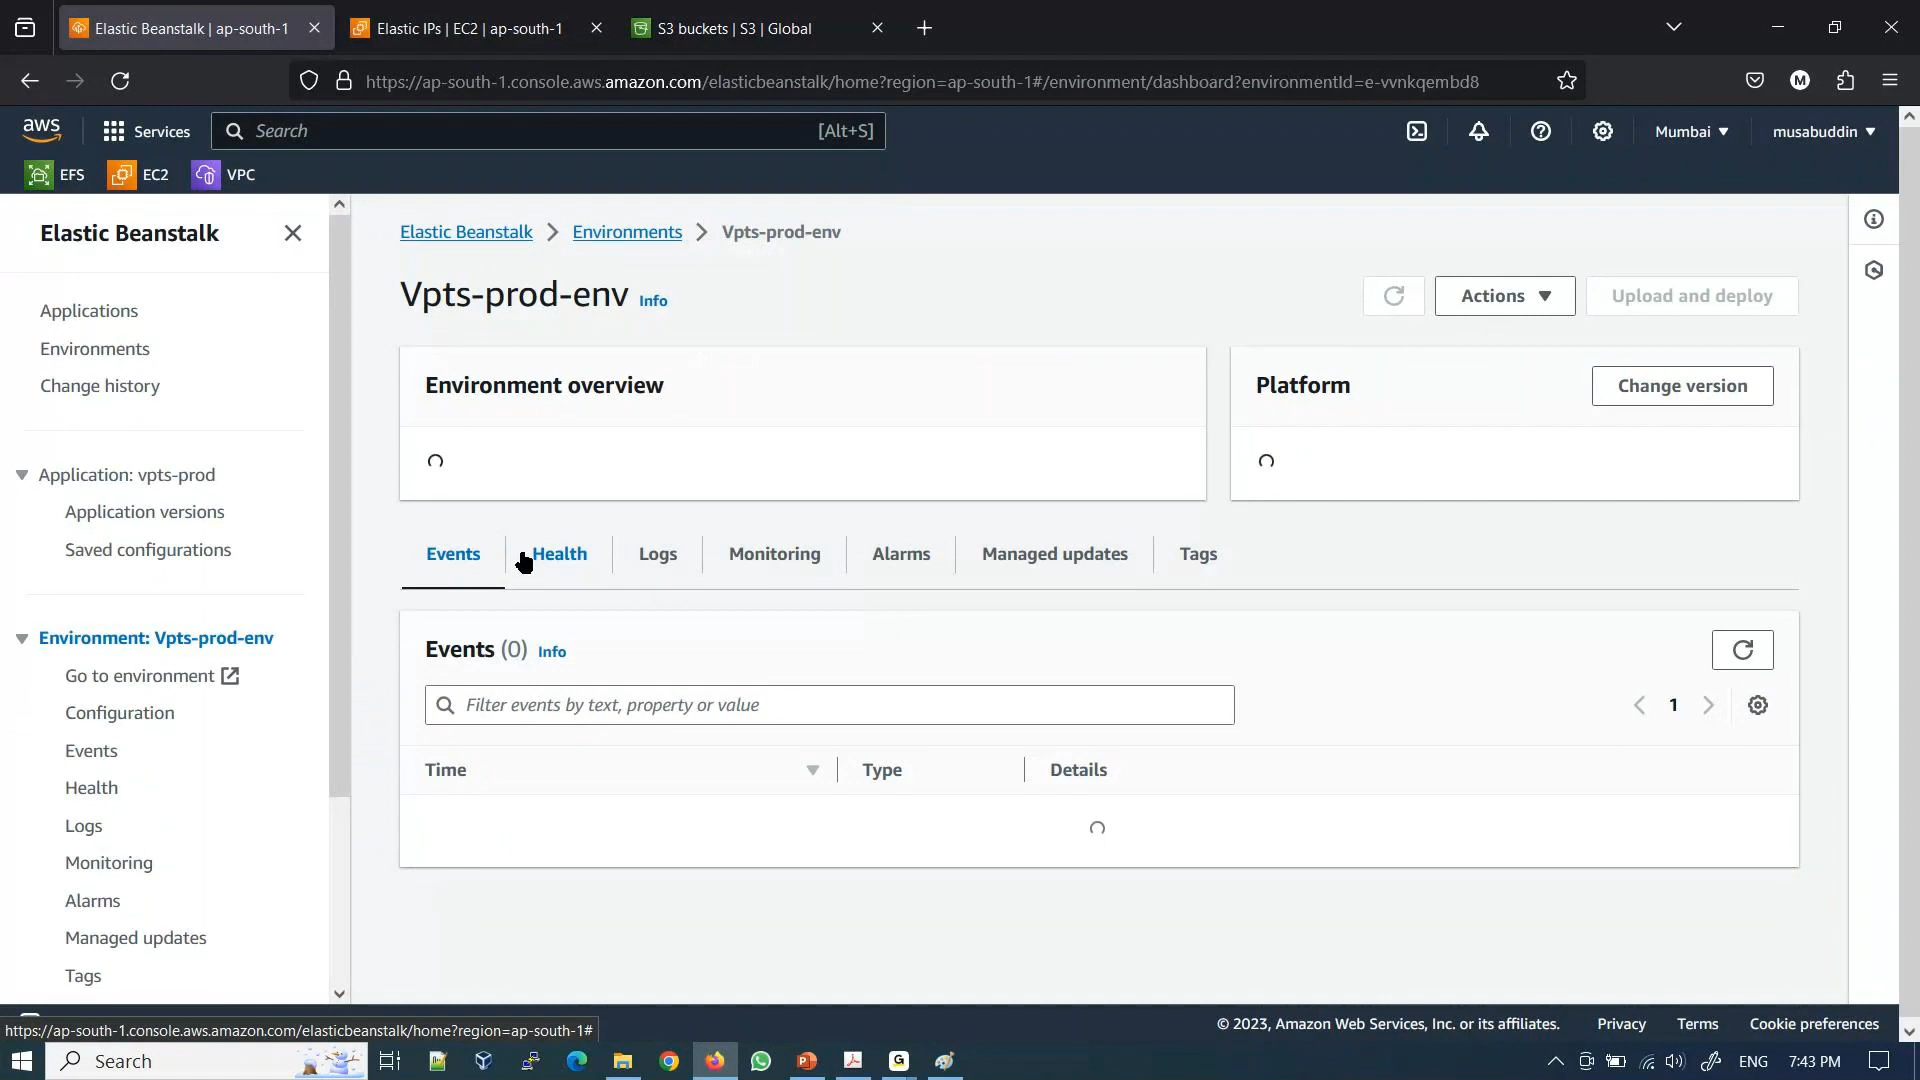 Elastic Beanstalk | ap-south-1
Elastic IPs | EC2 | ap-south-1
S3 buckets | S3 | Global
https://ap-south-1.console.aws.amazon.com/elasticbeanstalk/home?region=ap-south-1#/environment/dashboard?environmentId=e-vvnkqembd8
M
aws
Services
Search
[Alt+S]
Mumbai
musabuddin
EFS
EC2
VPC
Elastic Beanstalk
Applications
Environments
Change history
Application: vpts-prod
Application versions
Saved configurations
Environment: Vpts-prod-env
Go to environment
Configuration
Events
Health
Logs
Monitoring
Alarms
Managed updates
Tags
Elastic Beanstalk
Environments
Vpts-prod-env
Vpts-prod-env Info
Actions
Upload and deploy
Environment overview
Platform
Change version
Events
Health
Logs
Monitoring
Alarms
Managed updates
Tags
Events (0) Info
Filter events by text, property or value
1
Time
Type
Details
https://ap-south-1.console.aws.amazon.com/elasticbeanstalk/home?region=ap-south-1#
© 2023, Amazon Web Services, Inc. or its affiliates.
Privacy
Terms
Cookie preferences
Search
ENG
7:43 PM